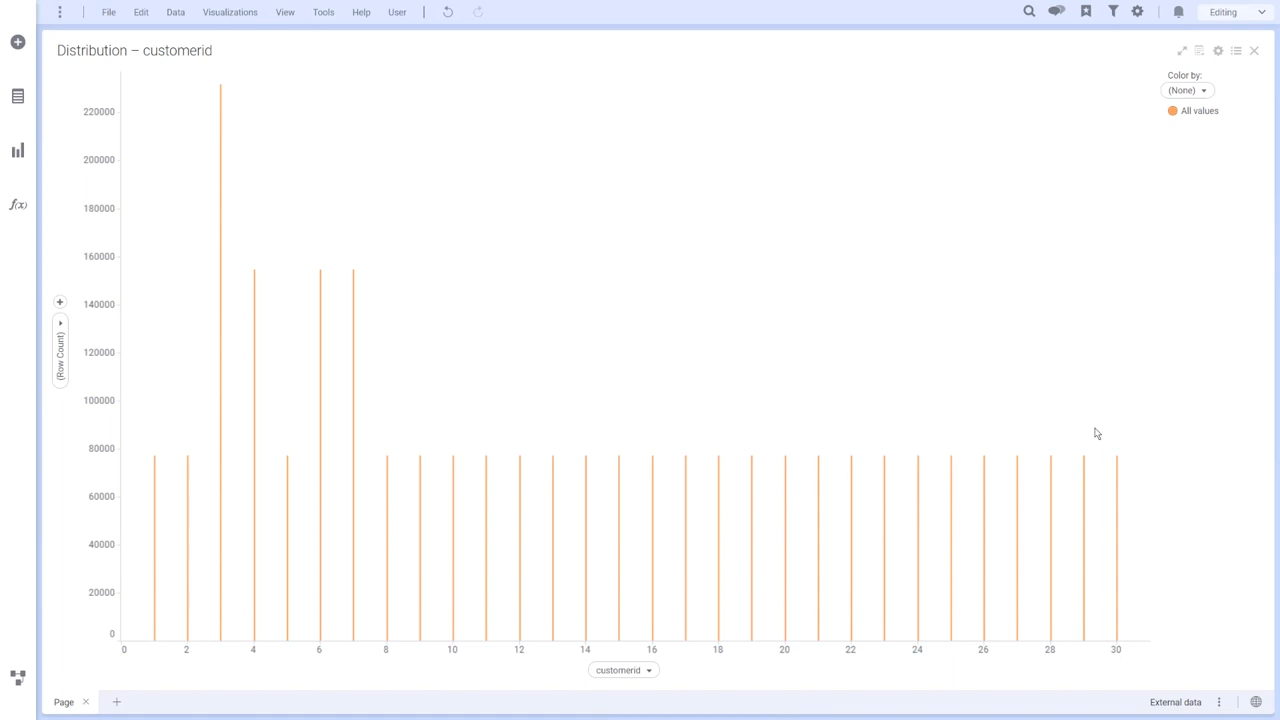 File Edit Data Visualizations View Tools Help User Editing
Distribution – customerid
Color by:
(None)
All values
f(x)
(Row Count)
220000
200000
180000
160000
140000
120000
100000
80000
60000
40000
20000
0
0 2 4 6 8 10 12 14 16 18 20 22 24 26 28 30
customerid
Page External data